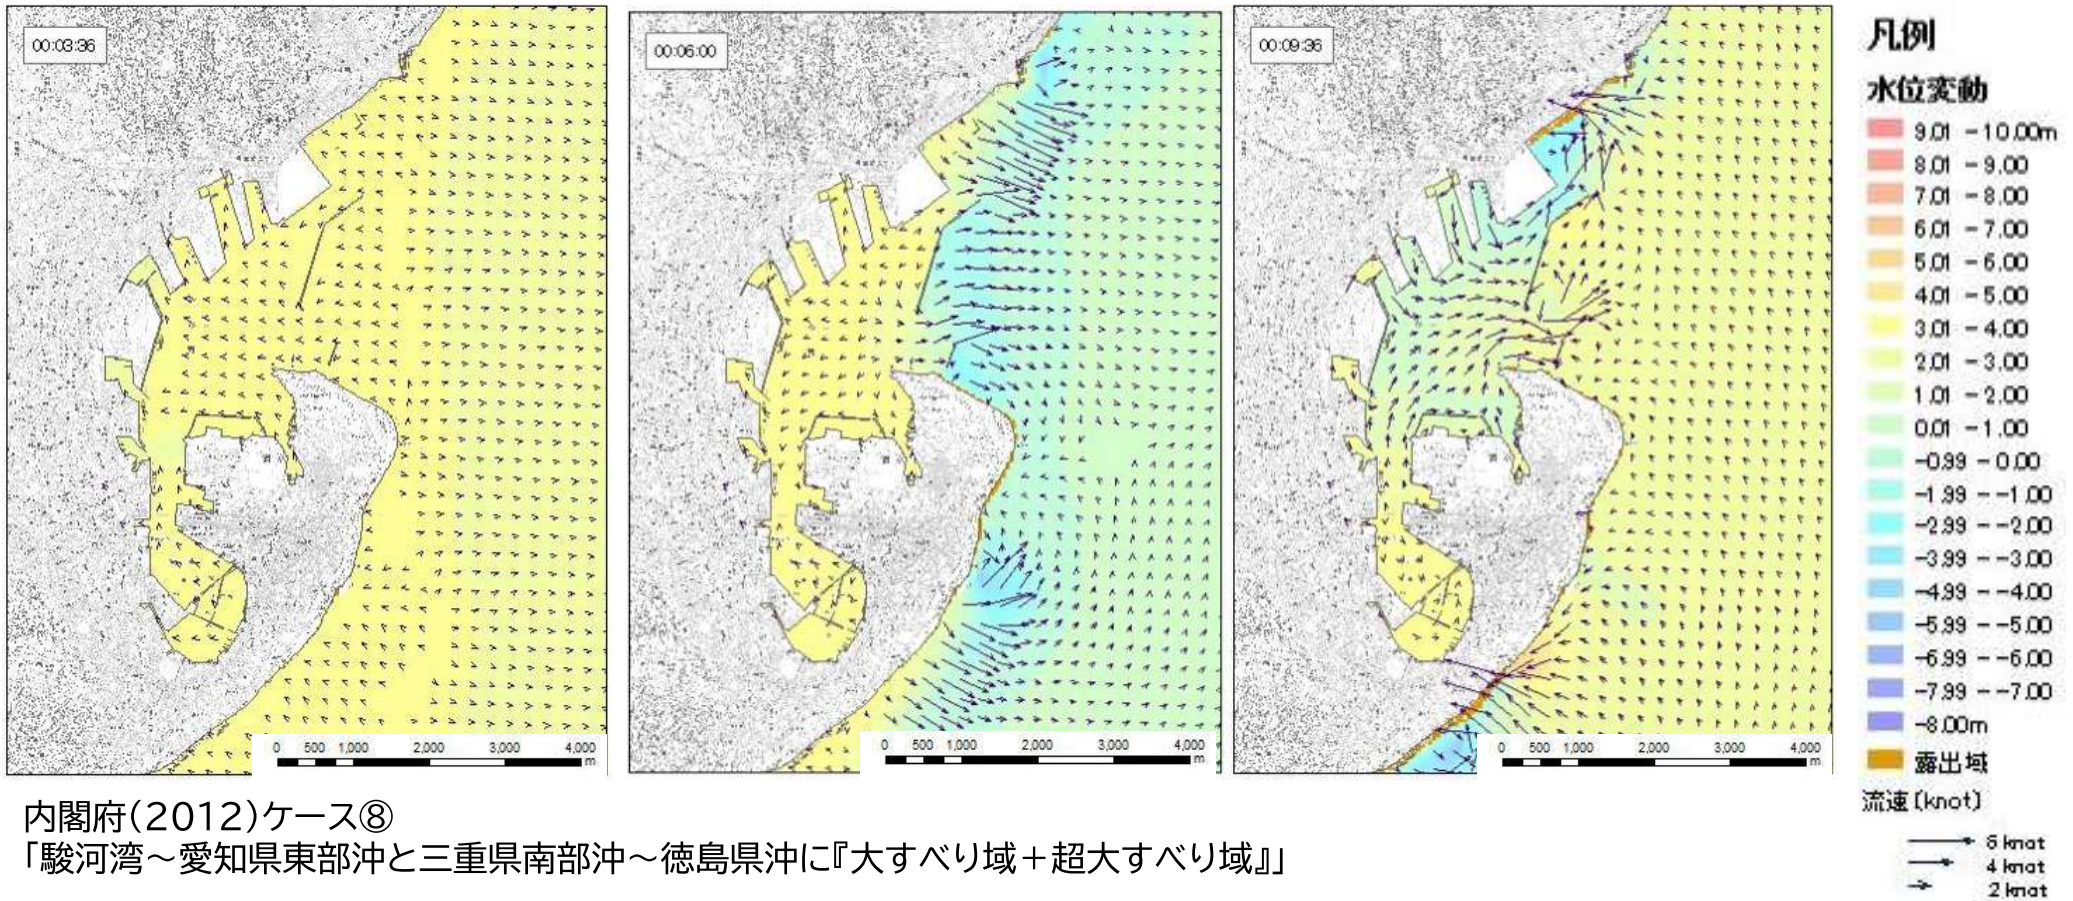 00:03:36
00:06:00
00:09:36
0 500 1,000 2,000 3,000 4,000
m
0 500 1,000 2,000 3,000 4,000
m
0 500 1,000 2,000 3,000 4,000
m
凡例
水位変動
9.01 - 10.00m
8.01 - 9.00
7.01 - 8.00
6.01 - 7.00
5.01 - 6.00
4.01 - 5.00
3.01 - 4.00
2.01 - 3.00
1.01 - 2.00
0.01 - 1.00
-0.99 - 0.00
-1.99 - -1.00
-2.99 - -2.00
-3.99 - -3.00
-4.99 - -4.00
-5.99 - -5.00
-6.99 - -6.00
-7.99 - -7.00
-8.00m
露出域
流速 [knot]
6 knot
4 knot
2 knot
内閣府(2012)ケース⑧
「駿河湾～愛知県東部沖と三重県南部沖～徳島県沖に『大すべり域＋超大すべり域』」